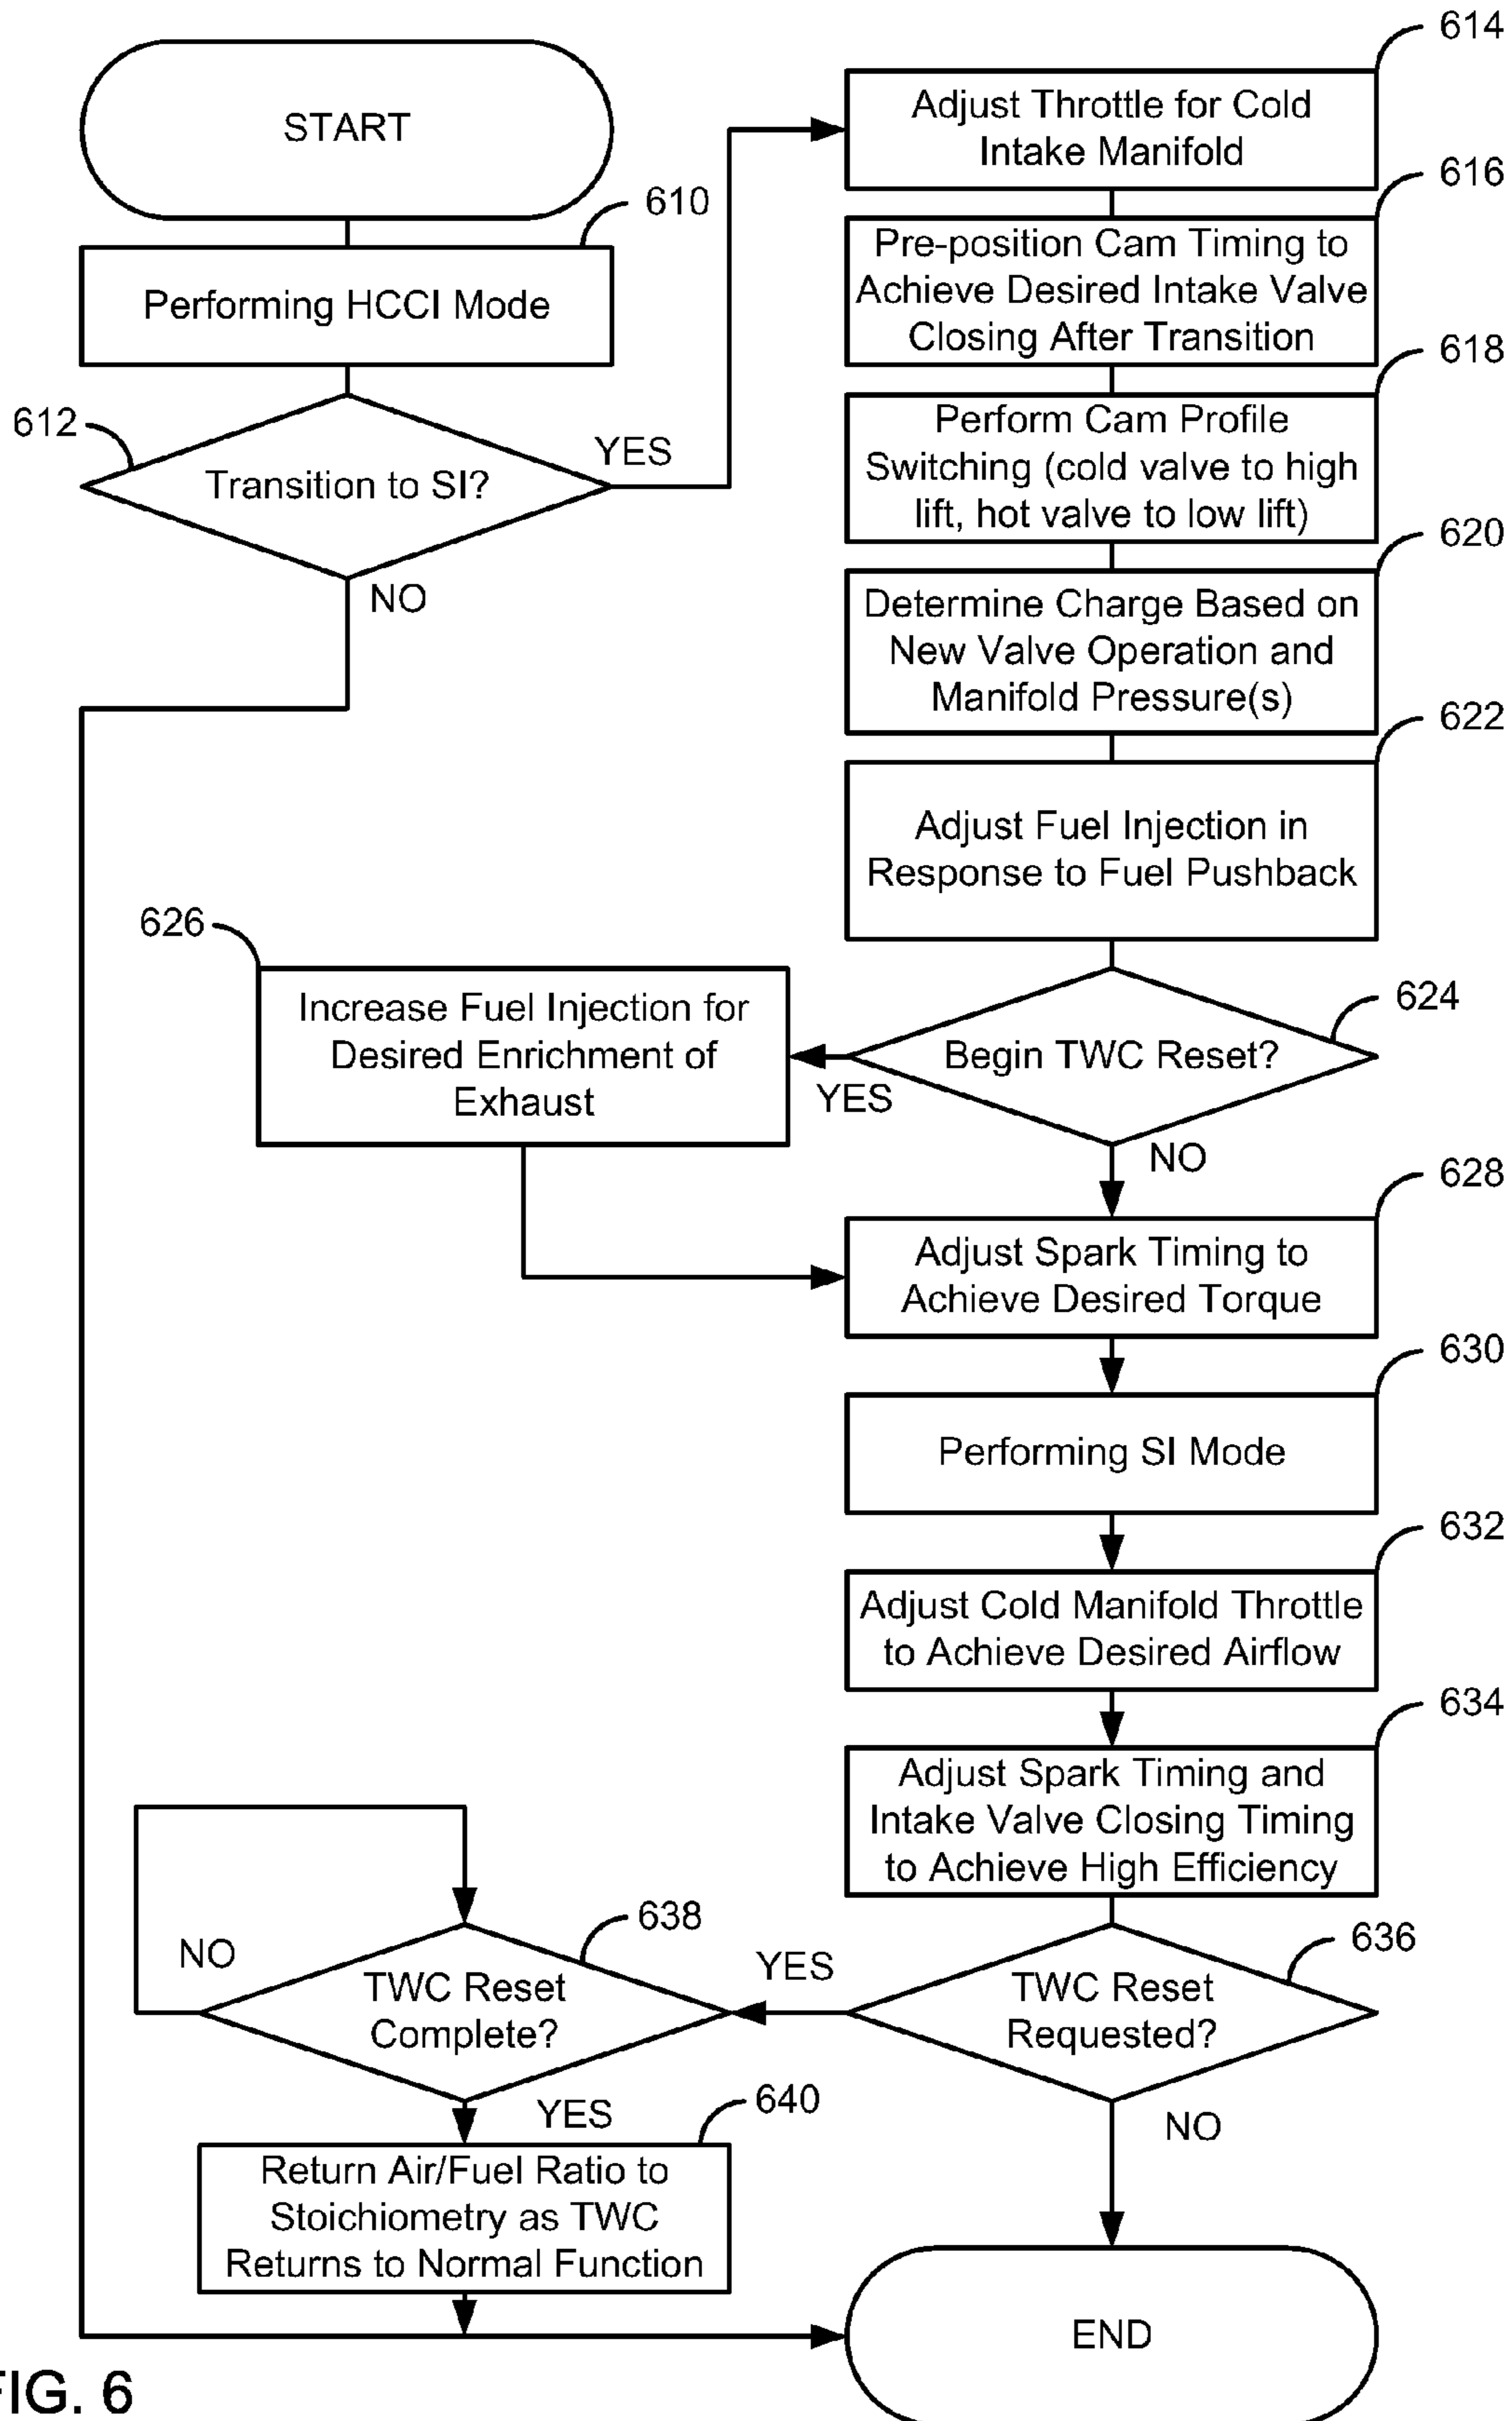 START
610
Performing HCCI Mode
612
Transition to SI?
YES
NO
614
Adjust Throttle for Cold
Intake Manifold
616
Pre-position Cam Timing to
Achieve Desired Intake Valve
Closing After Transition
618
Perform Cam Profile
Switching (cold valve to high
lift, hot valve to low lift)
620
Determine Charge Based on
New Valve Operation and
Manifold Pressure(s)
622
Adjust Fuel Injection in
Response to Fuel Pushback
624
Begin TWC Reset?
YES
NO
626
Increase Fuel Injection for
Desired Enrichment of
Exhaust
628
Adjust Spark Timing to
Achieve Desired Torque
630
Performing SI Mode
632
Adjust Cold Manifold Throttle
to Achieve Desired Airflow
634
Adjust Spark Timing and
Intake Valve Closing Timing
to Achieve High Efficiency
636
TWC Reset
Requested?
YES
NO
638
TWC Reset
Complete?
NO
YES
640
Return Air/Fuel Ratio to
Stoichiometry as TWC
Returns to Normal Function
END
FIG. 6